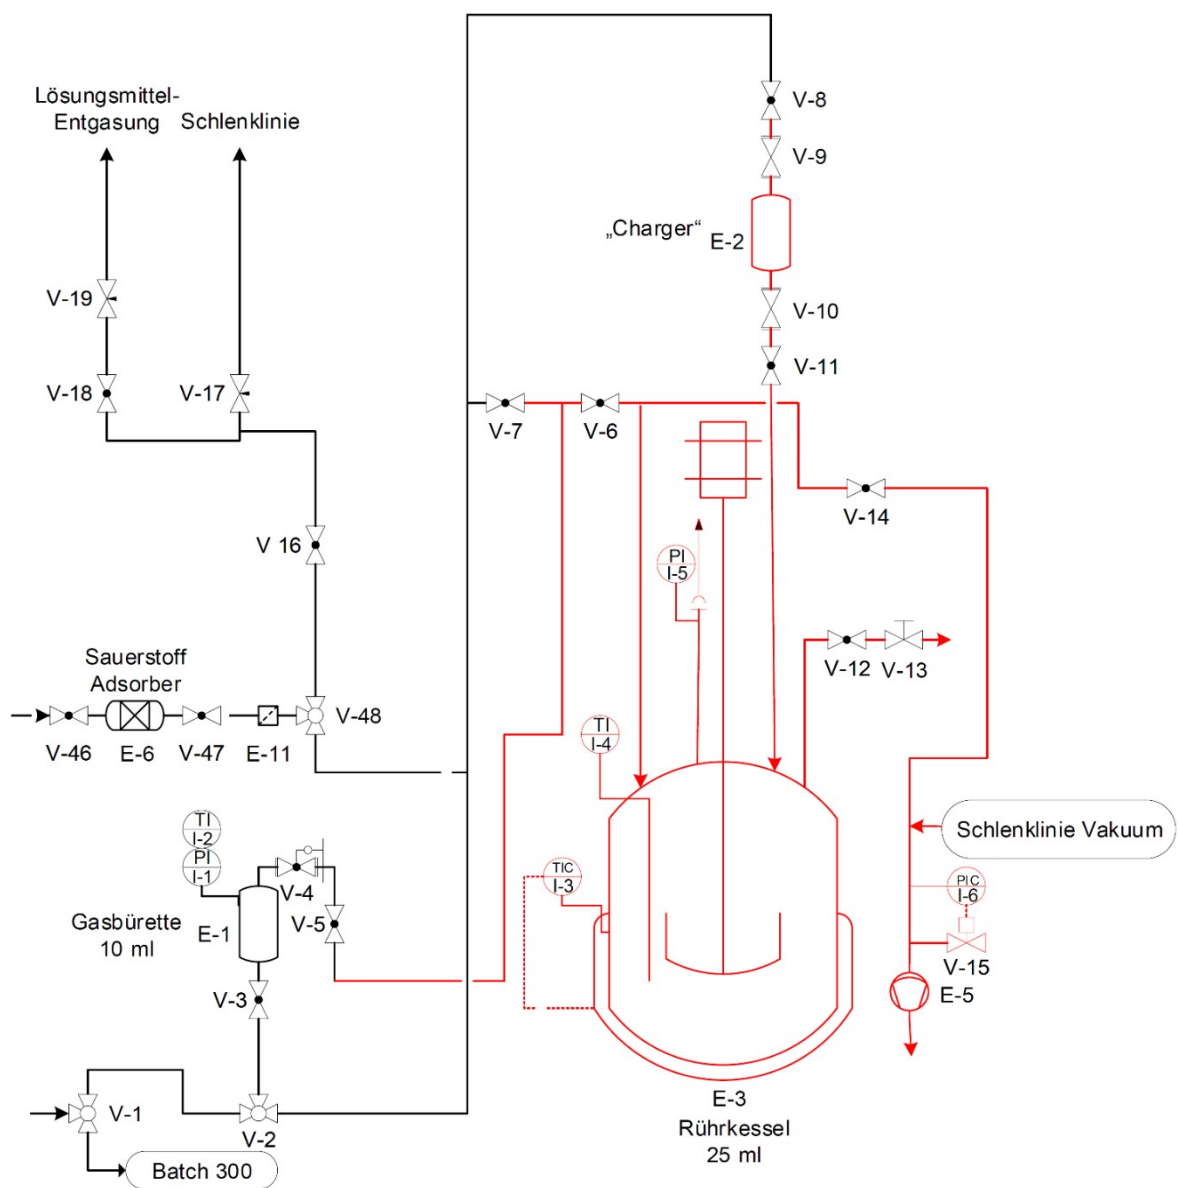 Lösungsmittel-
Entgasung
Schlenklinie
V-8
V-9
„Charger“
E-2
V-19
V-10
V-18
V-17
V-11
V-7
V-6
V-14
V 16
PI
I-5
Sauerstoff
Adsorber
V-12
V-13
V-46
E-6
V-47
E-11
V-48
TI
I-4
TI
I-2
PI
I-1
V-4
Schlenklinie Vakuum
TIC
I-3
PIC
I-6
Gasbürette
10 ml
E-1
V-5
V-15
V-3
E-5
E-3
Rührkessel
25 ml
V-1
V-2
Batch 300